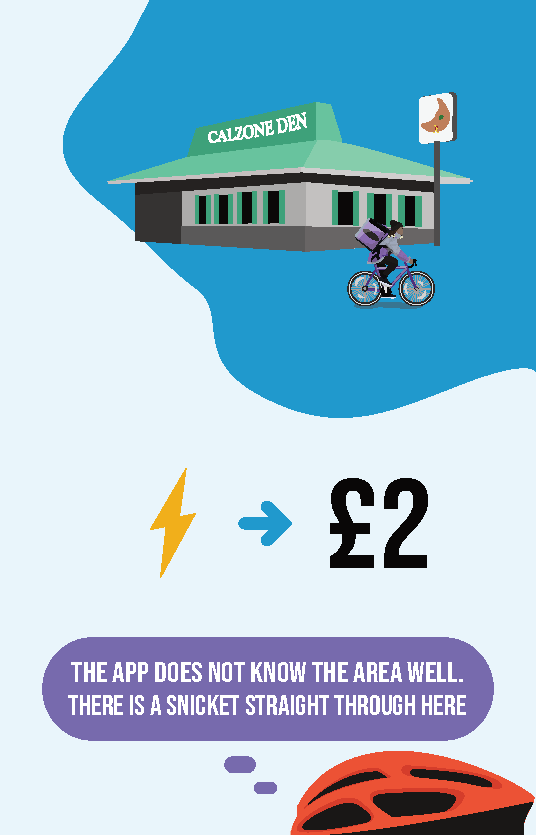 CALZONE DEN
£2
THE APP DOES NOT KNOW THE AREA WELL.
THERE IS A SNICKET STRAIGHT THROUGH HERE